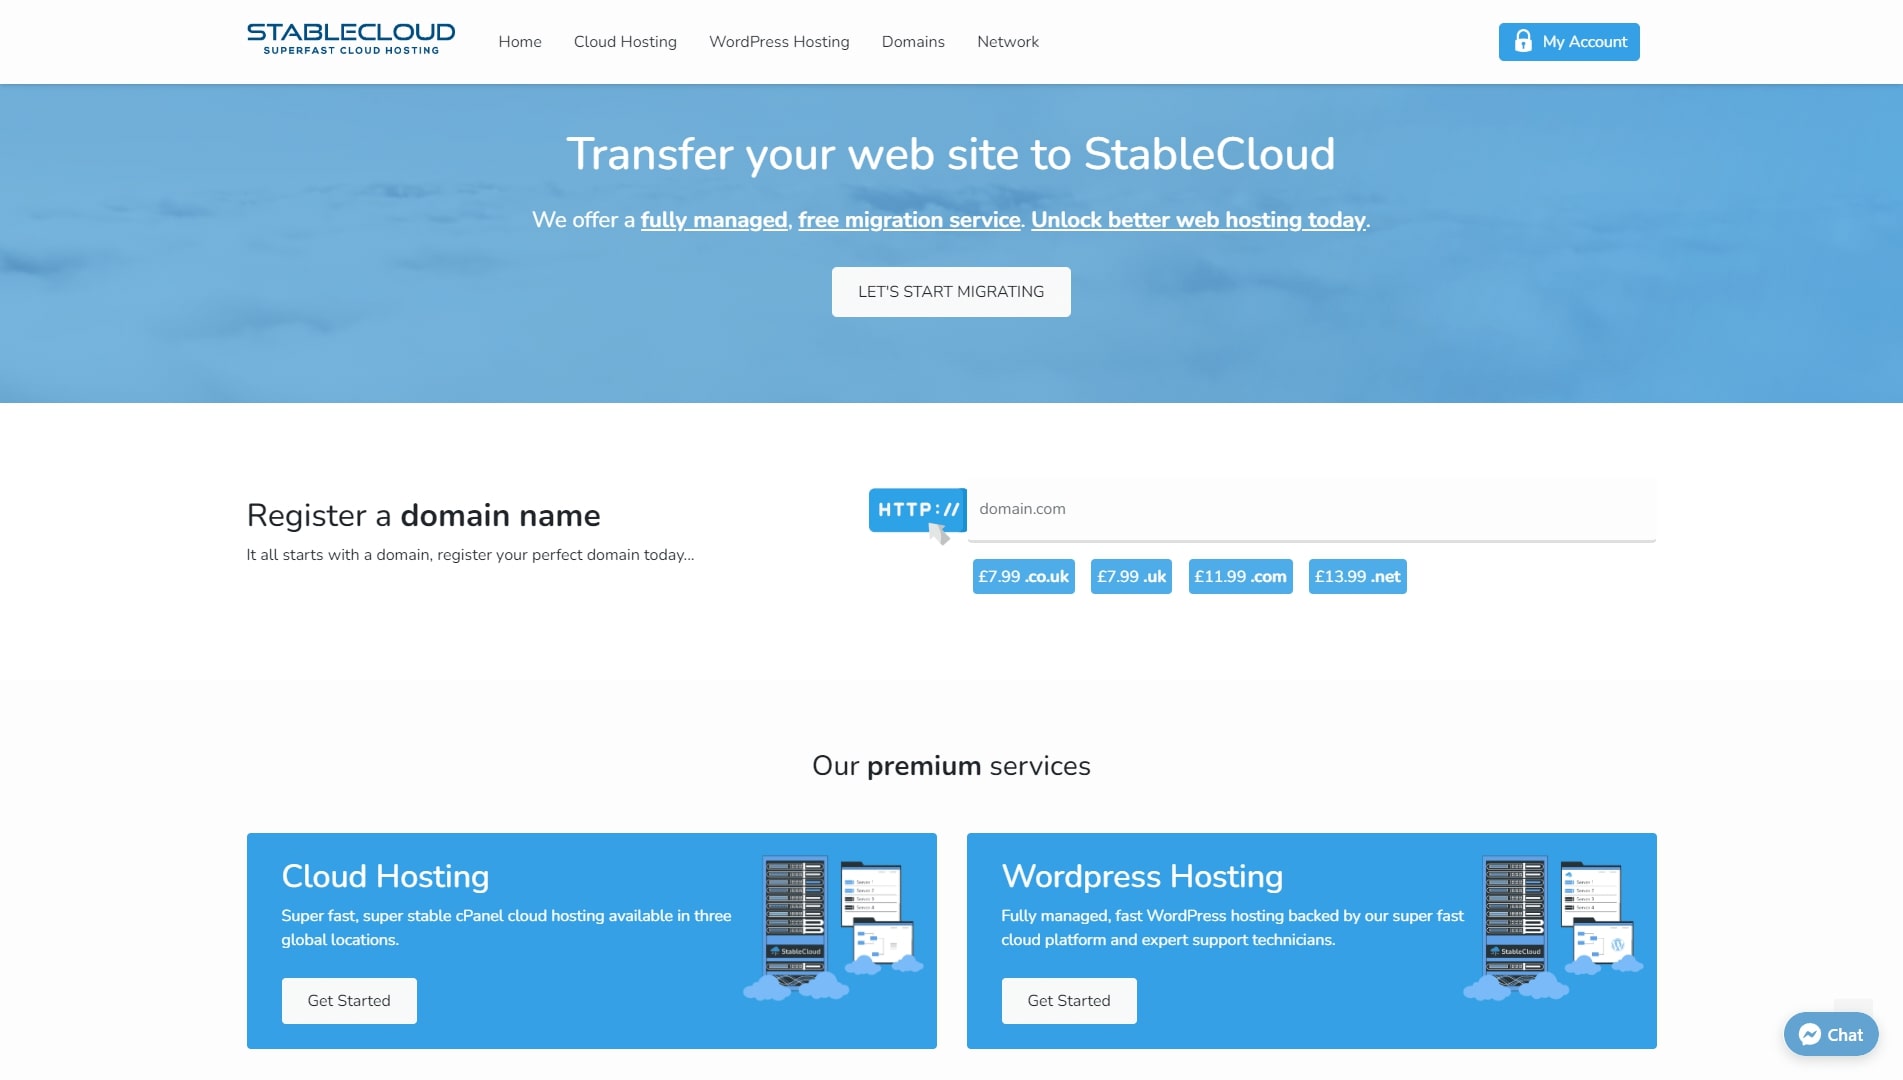 STABLECLOUD
SUPERFAST CLOUD HOSTING
Home
Cloud Hosting
WordPress Hosting
Domains
Network
My Account
Transfer your web site to StableCloud
We offer a fully managed, free migration service. Unlock better web hosting today.
LET'S START MIGRATING
Register a domain name
It all starts with a domain, register your perfect domain today...
HTTP://
domain.com
£7.99 .co.uk
£7.99 .uk
£11.99 .com
£13.99 .net
Our premium services
Cloud Hosting
Super fast, super stable cPanel cloud hosting available in three
global locations.
Get Started
StableCloud
Wordpress Hosting
Fully managed, fast WordPress hosting backed by our super fast
cloud platform and expert support technicians.
Get Started
StableCloud
Chat